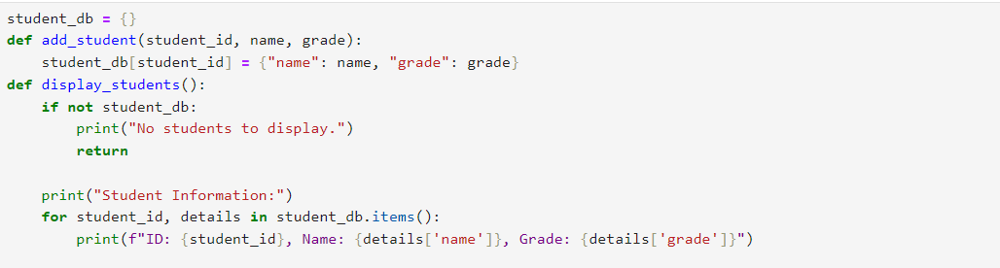 student_db = {}
def add_student(student_id, name, grade):
    student_db[student_id] = {"name": name, "grade": grade}
def display_students():
    if not student_db:
        print("No students to display.")
        return

    print("Student Information:")
    for student_id, details in student_db.items():
        print(f"ID: {student_id}, Name: {details['name']}, Grade: {details['grade']}")